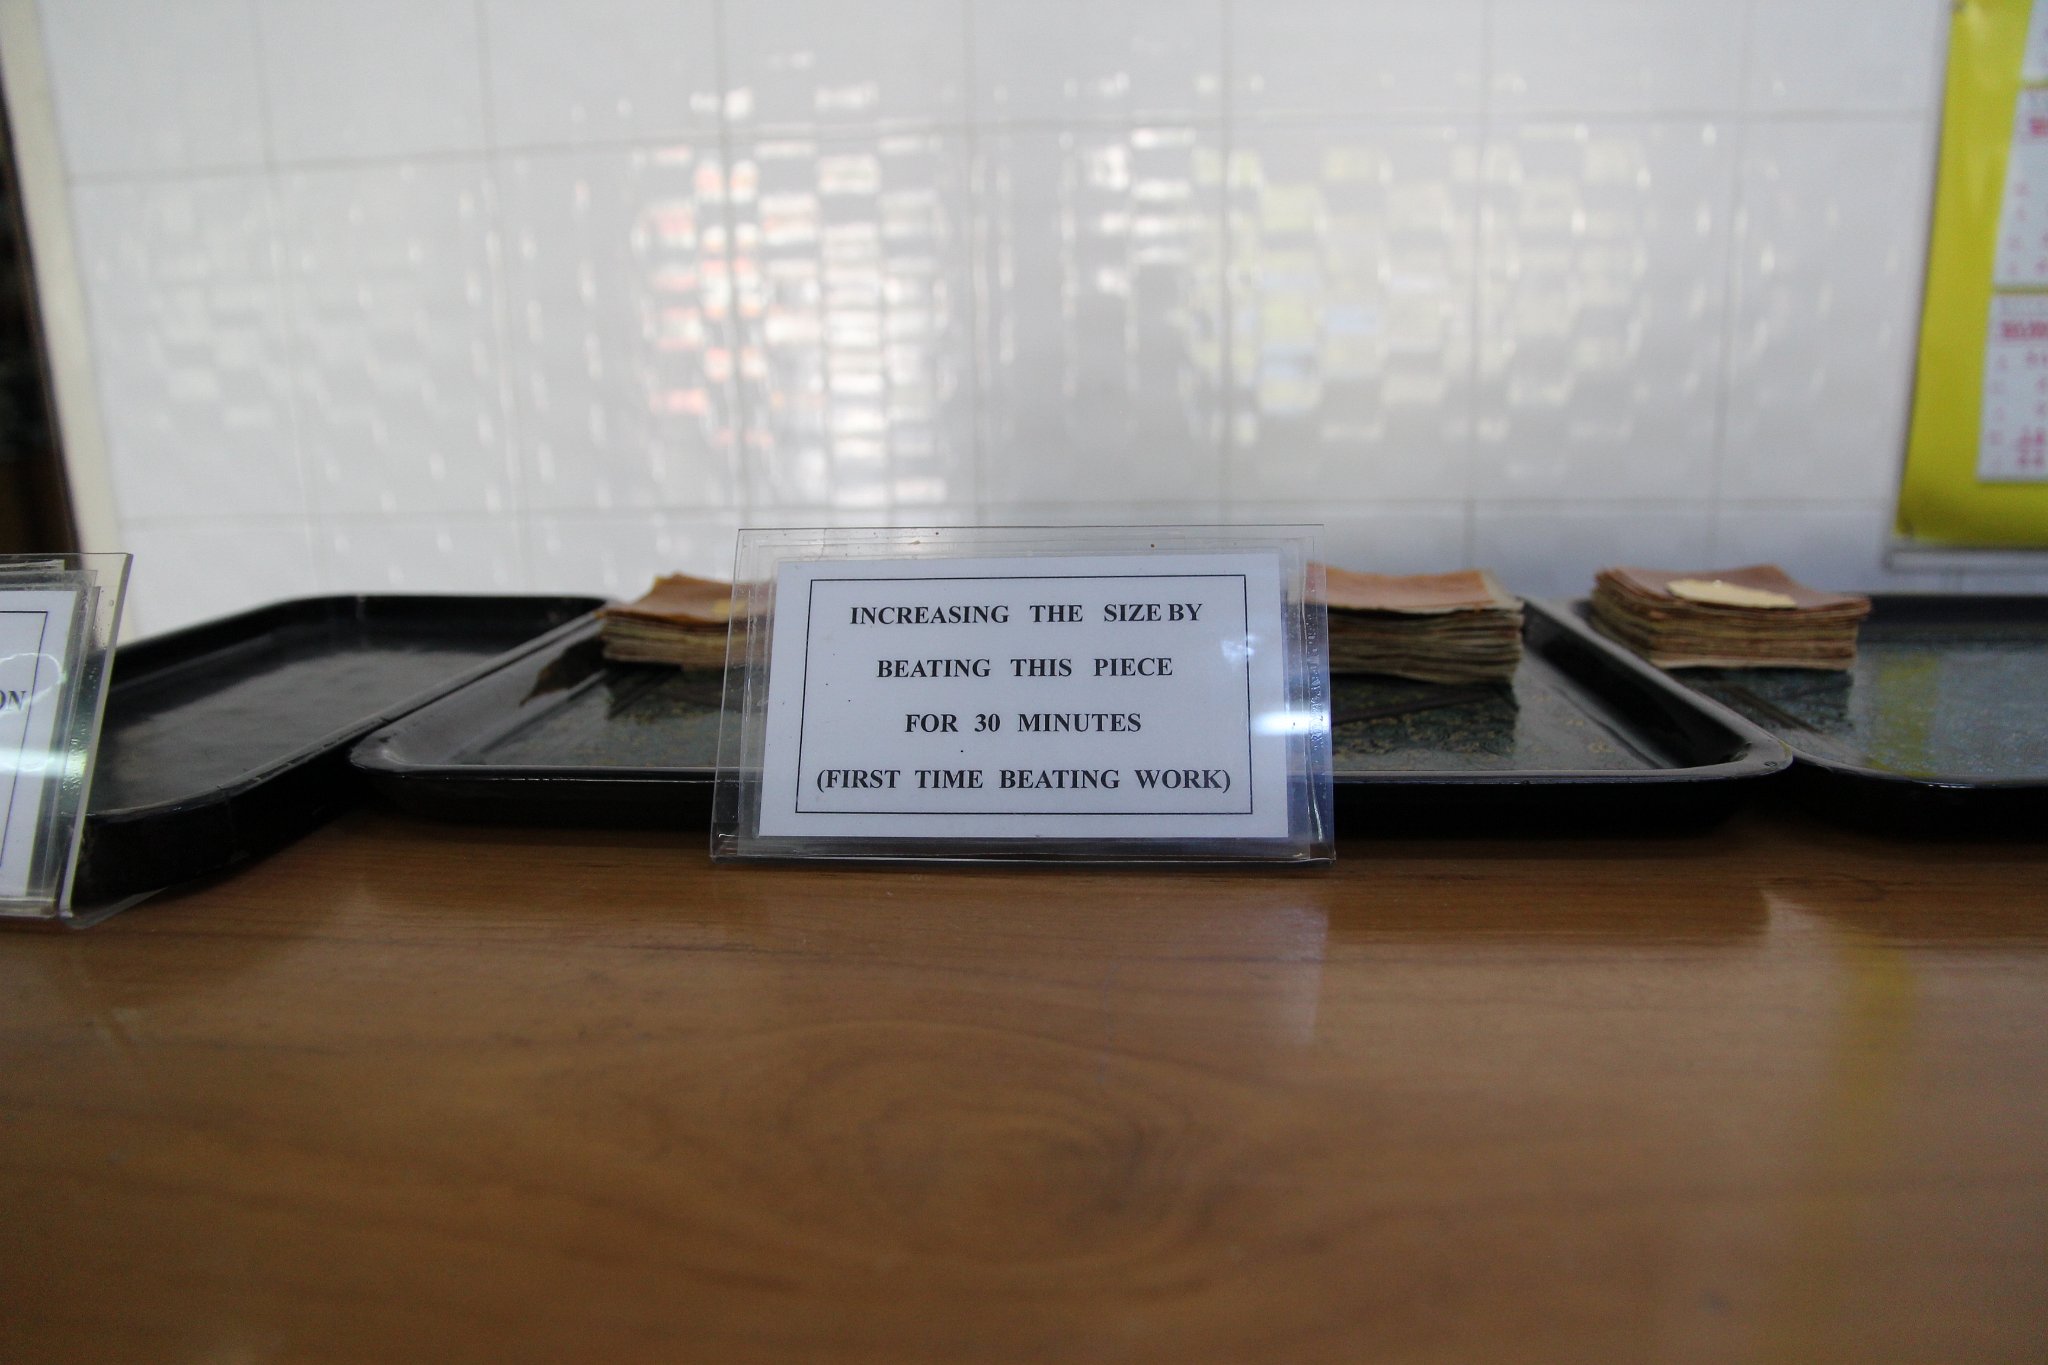 INCREASING THE SIZE BY
BEATING THIS PIECE
FOR 30 MINUTES
(FIRST TIME BEATING WORK)